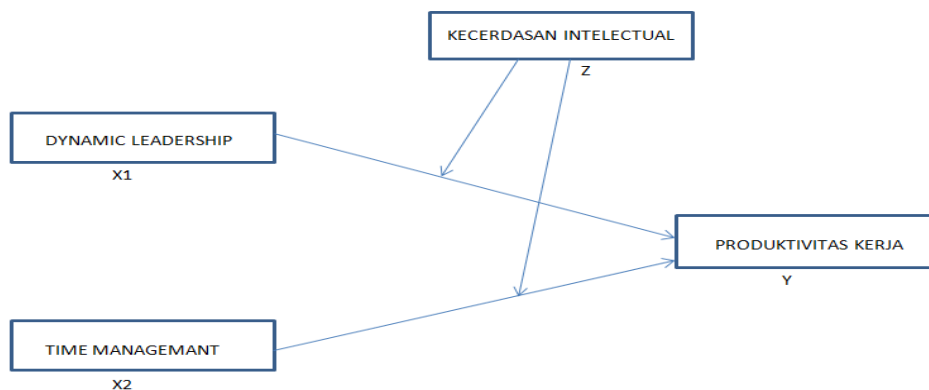 KECERDASAN INTELECTUAL
Z
DYNAMIC LEADERSHIP
X1
PRODUKTIVITAS KERJA
Y
TIME MANAGEMANT
X2